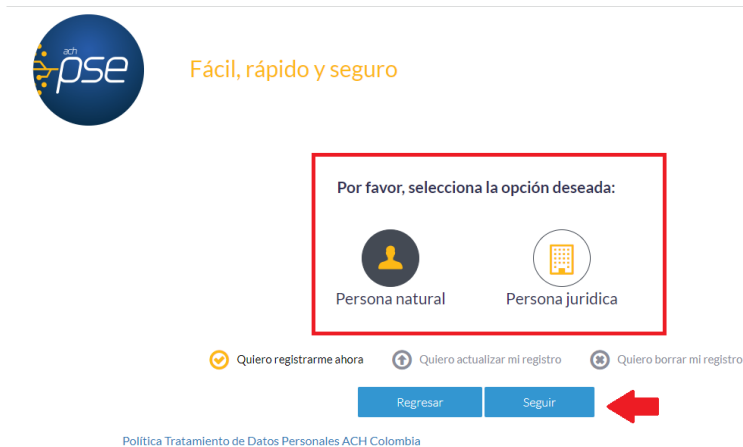 ach
pse
Fácil, rápido y seguro
Por favor, selecciona la opción deseada:
Persona natural
Persona juridica
Quiero registrarme ahora
Quiero actualizar mi registro
Quiero borrar mi registro
Regresar
Seguir
Política Tratamiento de Datos Personales ACH Colombia